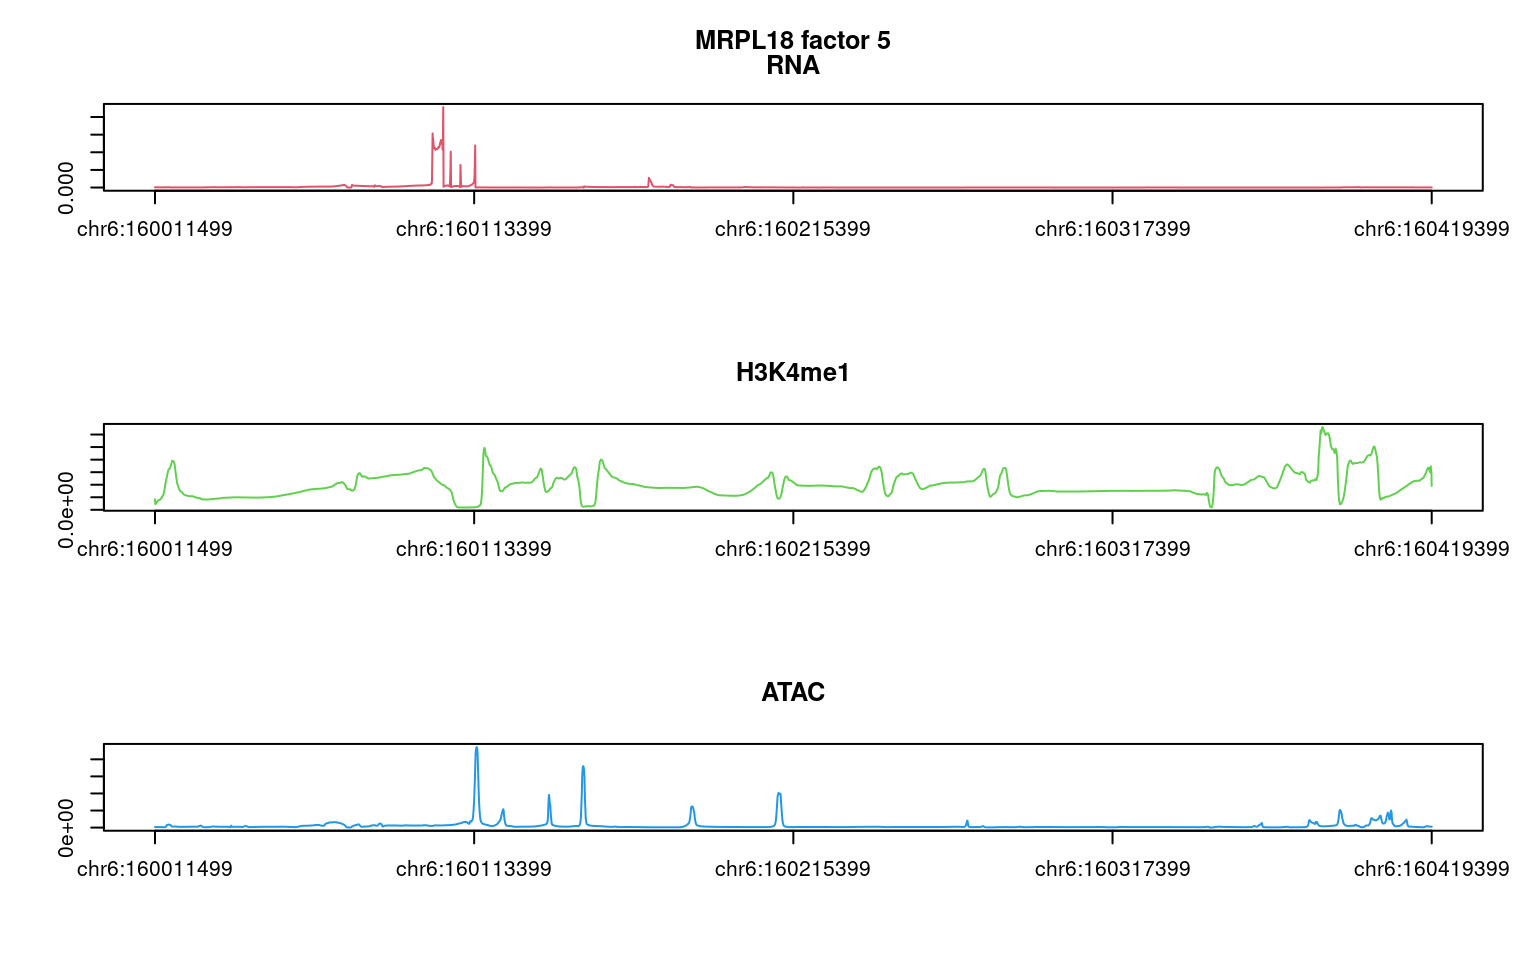 MRPL18 factor 5
RNA
0.000
chr6:160011499 chr6:160113399 chr6:160215399 chr6:160317399 chr6:160419399
H3K4me1
0.0e+00
chr6:160011499 chr6:160113399 chr6:160215399 chr6:160317399 chr6:160419399
ATAC
0e+00
chr6:160011499 chr6:160113399 chr6:160215399 chr6:160317399 chr6:160419399